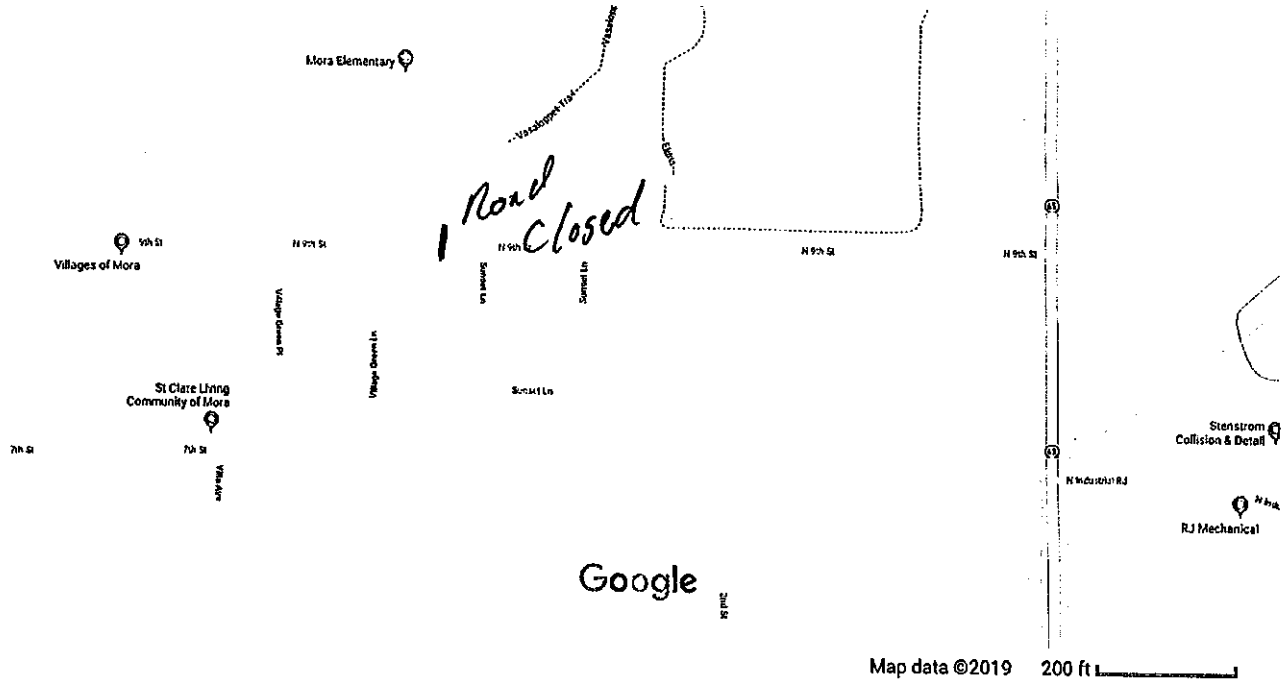 Vasaloppet
Mora Elementary
Vasaloppet Trail
Road
Closed
9th St
N 9th St
N 9th St
N 9th St
N 9th St
Villages of Mora
Sunset Ln
Sunset Ln
Village Green Pl
Village Green Ln
St Clare Living
Community of Mora
Sunset Ln
7th St
7th St
65
65
Stenstrom
Collision & Detail
N Industrial Rd
RJ Mechanical
Google
2nd St
Map data ©2019 200 ft